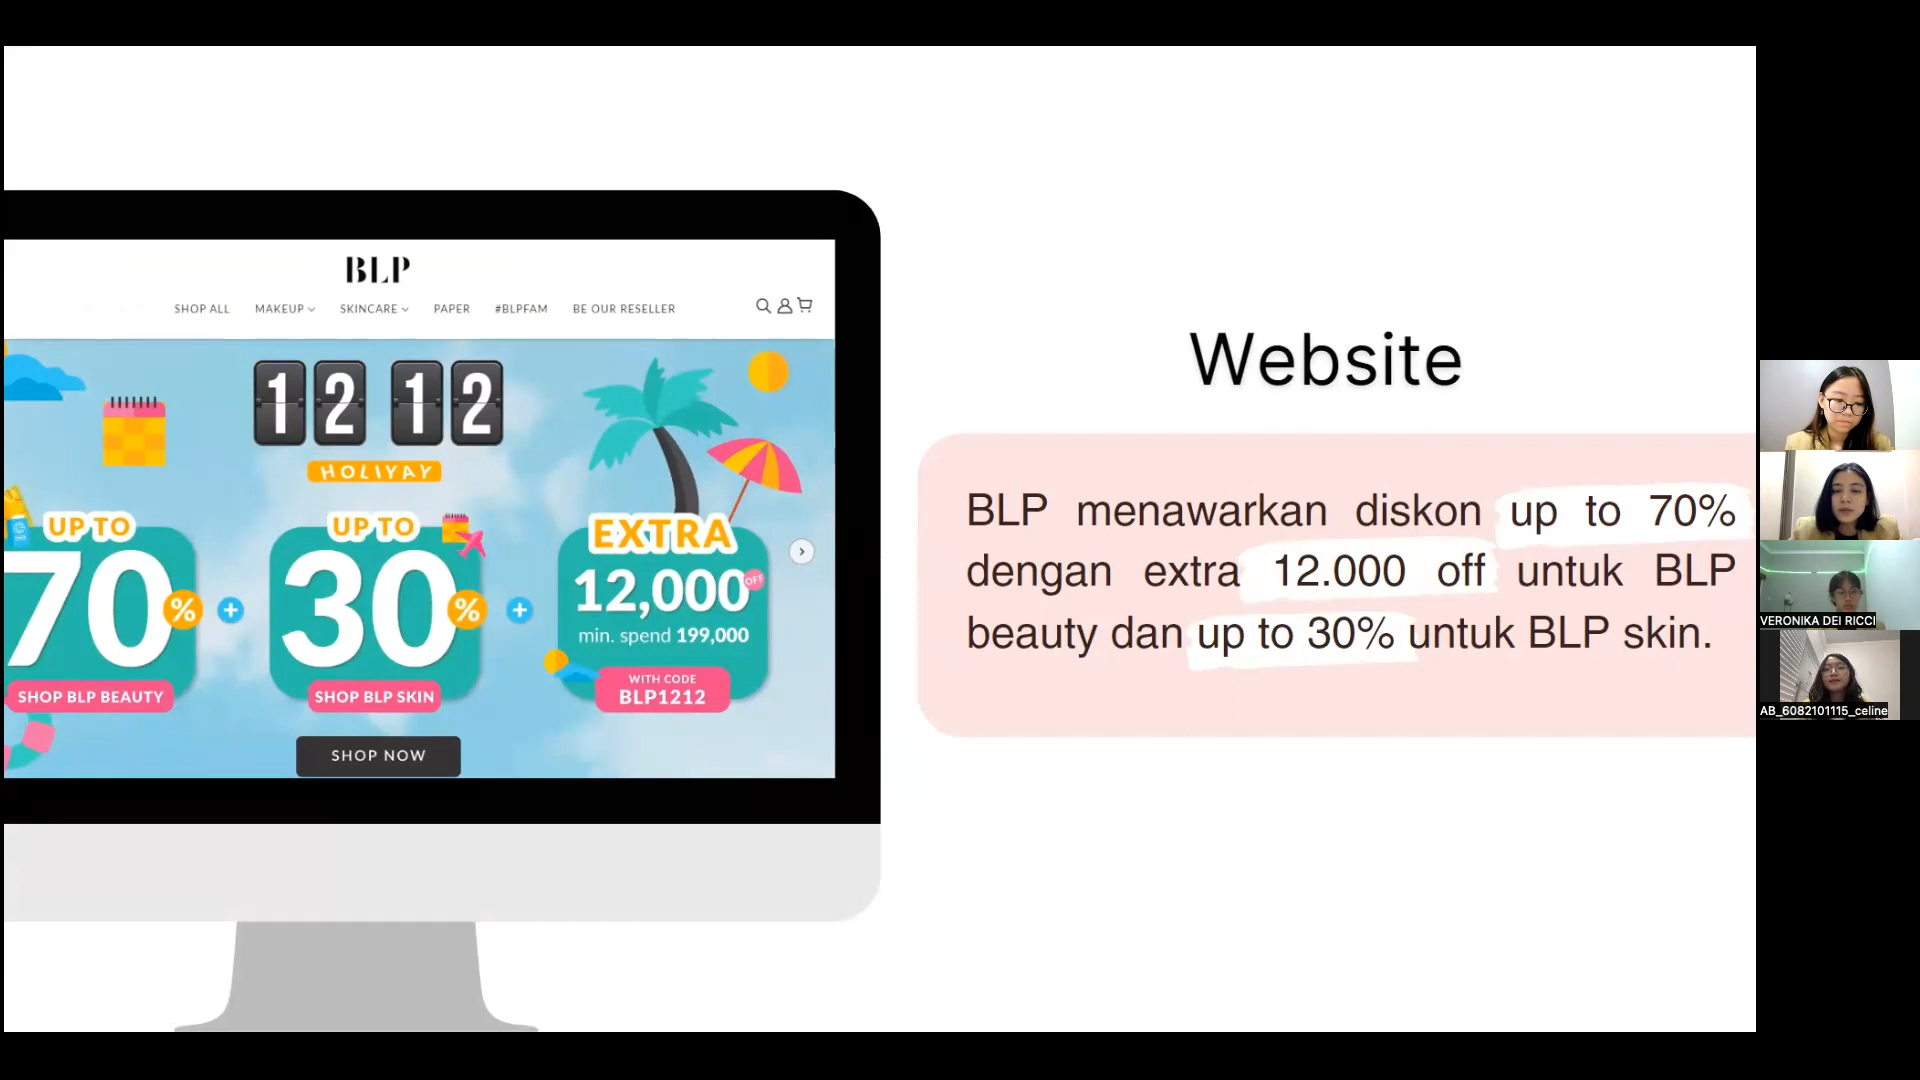 BLP
SHOP ALL MAKEUP SKINCARE PAPER #BLPFAM BE OUR RESELLER
12 12
HOLIYAY
UP TO
70%
SHOP BLP BEAUTY
+
UP TO
30%
SHOP BLP SKIN
+
EXTRA
12,000 OFF
min. spend 199,000
WITH CODE
BLP1212
SHOP NOW
Website
BLP menawarkan diskon up to 70%
dengan extra 12.000 off untuk BLP
beauty dan up to 30% untuk BLP skin.
VERONIKA DEI RICCI
AB_6082101115_celine